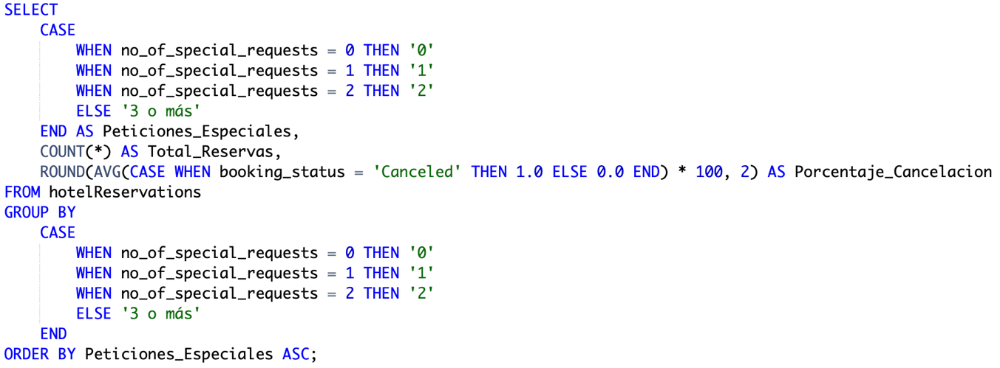 SELECT
    CASE
        WHEN no_of_special_requests = 0 THEN '0'
        WHEN no_of_special_requests = 1 THEN '1'
        WHEN no_of_special_requests = 2 THEN '2'
        ELSE '3 o más'
    END AS Peticiones_Especiales,
    COUNT(*) AS Total_Reservas,
    ROUND(AVG(CASE WHEN booking_status = 'Canceled' THEN 1.0 ELSE 0.0 END) * 100, 2) AS Porcentaje_Cancelacion
FROM hotelReservations
GROUP BY
    CASE
        WHEN no_of_special_requests = 0 THEN '0'
        WHEN no_of_special_requests = 1 THEN '1'
        WHEN no_of_special_requests = 2 THEN '2'
        ELSE '3 o más'
    END
ORDER BY Peticiones_Especiales ASC;